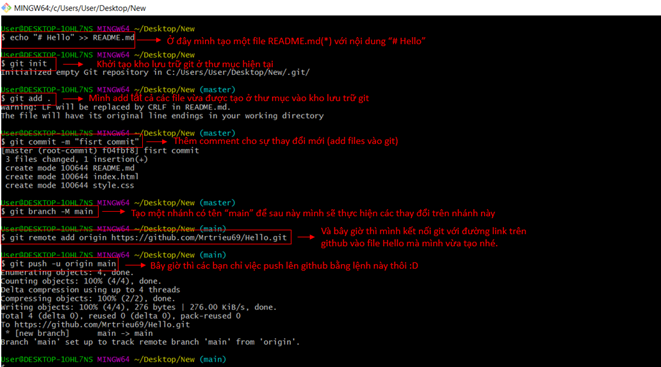 MINGW64:/c/Users/User/Desktop/New
User@DESKTOP-1OHL7NS MINGW64 ~/Desktop/New
$ echo "# Hello" >> README.md
Ở đây mình tạo một file README.md(*) với nội dung "# Hello"
User@DESKTOP-1OHL7NS MINGW64 ~/Desktop/New
$ git init
Khởi tạo kho lưu trữ git ở thư mục hiện tại
Initialized empty Git repository in C:/Users/User/Desktop/New/.git/
User@DESKTOP-1OHL7NS MINGW64 ~/Desktop/New (master)
$ git add .
Mình add tất cả các file vừa được tạo ở thư mục vào kho lưu trữ git
warning: LF will be replaced by CRLF in README.md.
The file will have its original line endings in your working directory
User@DESKTOP-1OHL7NS MINGW64 ~/Desktop/New (master)
$ git commit -m "fisrt commit"
Thêm comment cho sự thay đổi mới (add files vào git)
[master (root-commit) f04fbf8] fisrt commit
3 files changed, 1 insertion(+)
create mode 100644 README.md
create mode 100644 index.html
create mode 100644 style.css
User@DESKTOP-1OHL7NS MINGW64 ~/Desktop/New (master)
$ git branch -M main
Tạo một nhánh có tên "main" để sau này mình sẽ thực hiện các thay đổi trên nhánh này
User@DESKTOP-1OHL7NS MINGW64 ~/Desktop/New (main)
$ git remote add origin https://github.com/Mrtrieu69/Hello.git
Và bây giờ thì mình kết nối git với đường link trên
github vào file Hello mà mình vừa tạo nhé.
User@DESKTOP-1OHL7NS MINGW64 ~/Desktop/New (main)
$ git push -u origin main
Bây giờ thì các bạn chỉ việc push lên github bằng lệnh này thôi :D
Enumerating objects: 4, done.
Counting objects: 100% (4/4), done.
Delta compression using up to 4 threads
Compressing objects: 100% (2/2), done.
Writing objects: 100% (4/4), 276 bytes | 276.00 KiB/s, done.
Total 4 (delta 0), reused 0 (delta 0), pack-reused 0
To https://github.com/Mrtrieu69/Hello.git
* [new branch] main -> main
Branch 'main' set up to track remote branch 'main' from 'origin'.
User@DESKTOP-1OHL7NS MINGW64 ~/Desktop/New (main)